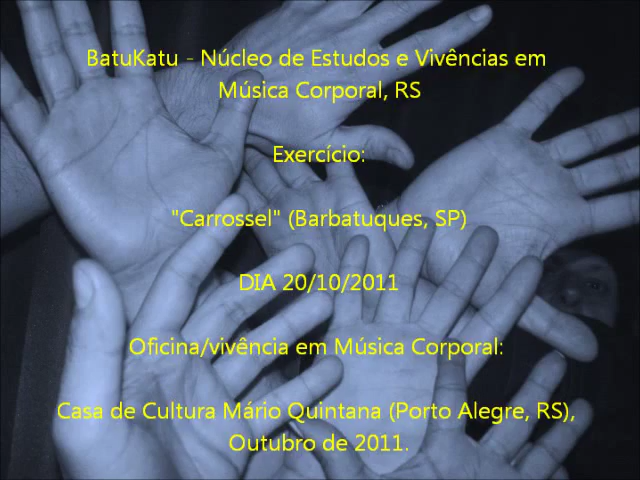 BatuKatu - Núcleo de Estudos e Vivências em
Música Corporal, RS
Exercício:
"Carrossel" (Barbatuques, SP)
DIA 20/10/2011
Oficina/vivência em Música Corporal:
Casa de Cultura Mário Quintana (Porto Alegre, RS),
Outubro de 2011.